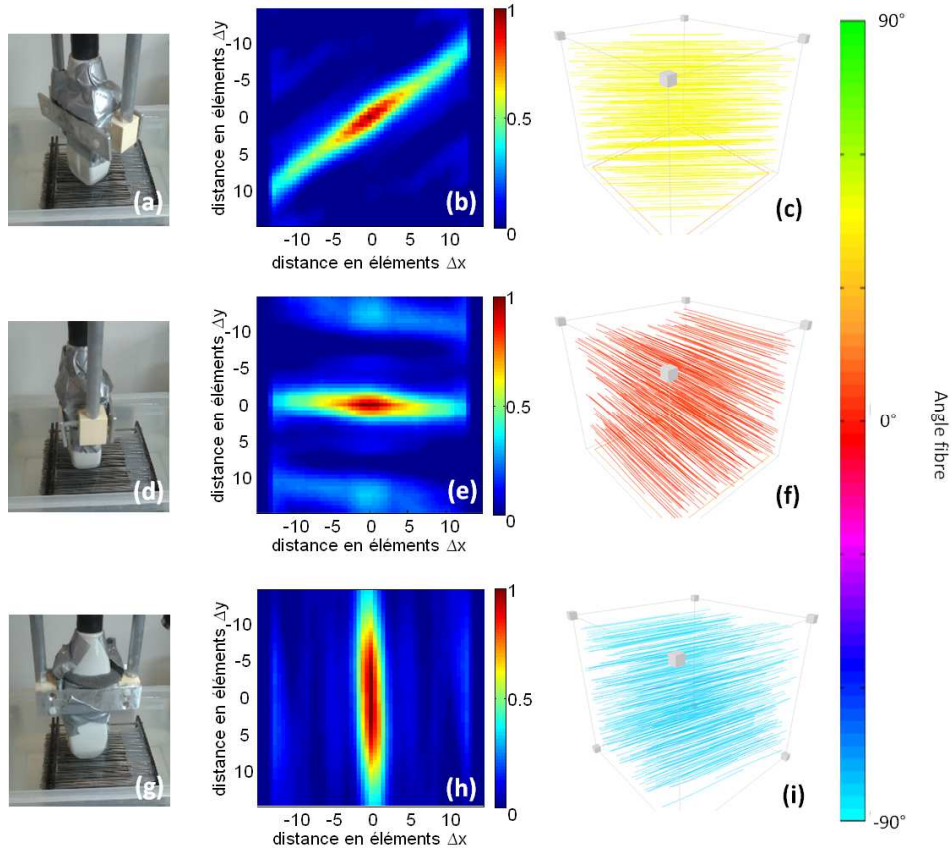 (a)
distance en éléments Δy
-10
-5
0
5
10
-10 -5 0 5 10
distance en éléments Δx
(b)
1
0.5
0
(c)
(d)
distance en éléments Δy
-10
-5
0
5
10
-10 -5 0 5 10
distance en éléments Δx
(e)
1
0.5
0
(f)
(g)
distance en éléments Δy
-10
-5
0
5
10
-10 -5 0 5 10
distance en éléments Δx
(h)
1
0.5
0
(i)
90°
0°
-90°
Angle fibre